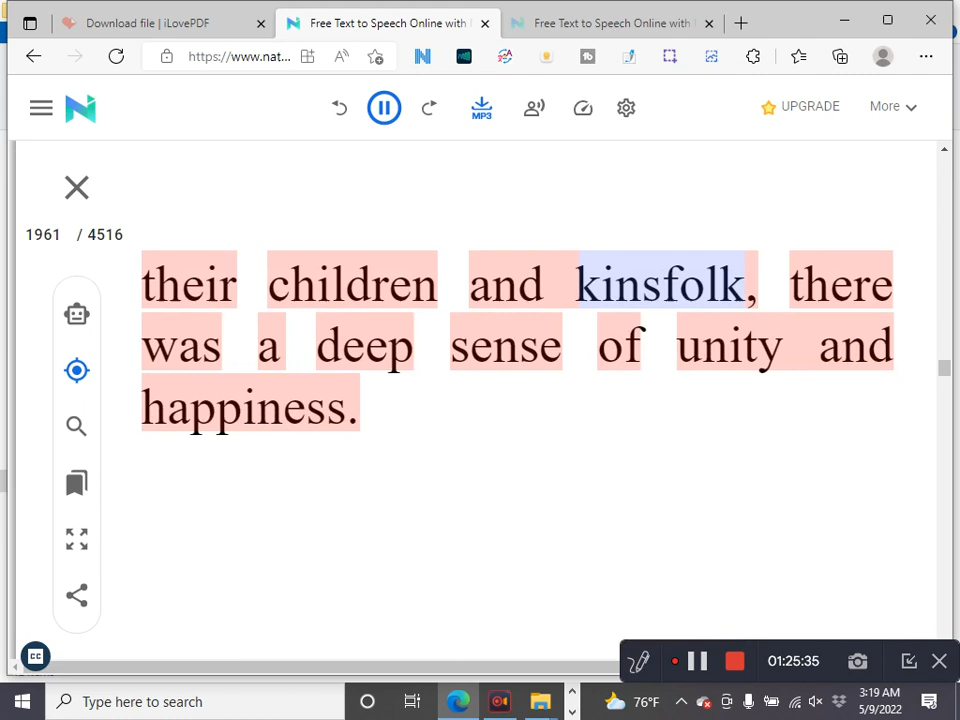 Download file | iLovePDF
Free Text to Speech Online with
Free Text to Speech Online with
https://www.nat...
MP3
UPGRADE
More
1961 / 4516
their children and kinsfolk, there
was a deep sense of unity and
happiness.
CC
01:25:35
Type here to search
76°F
3:19 AM
5/9/2022